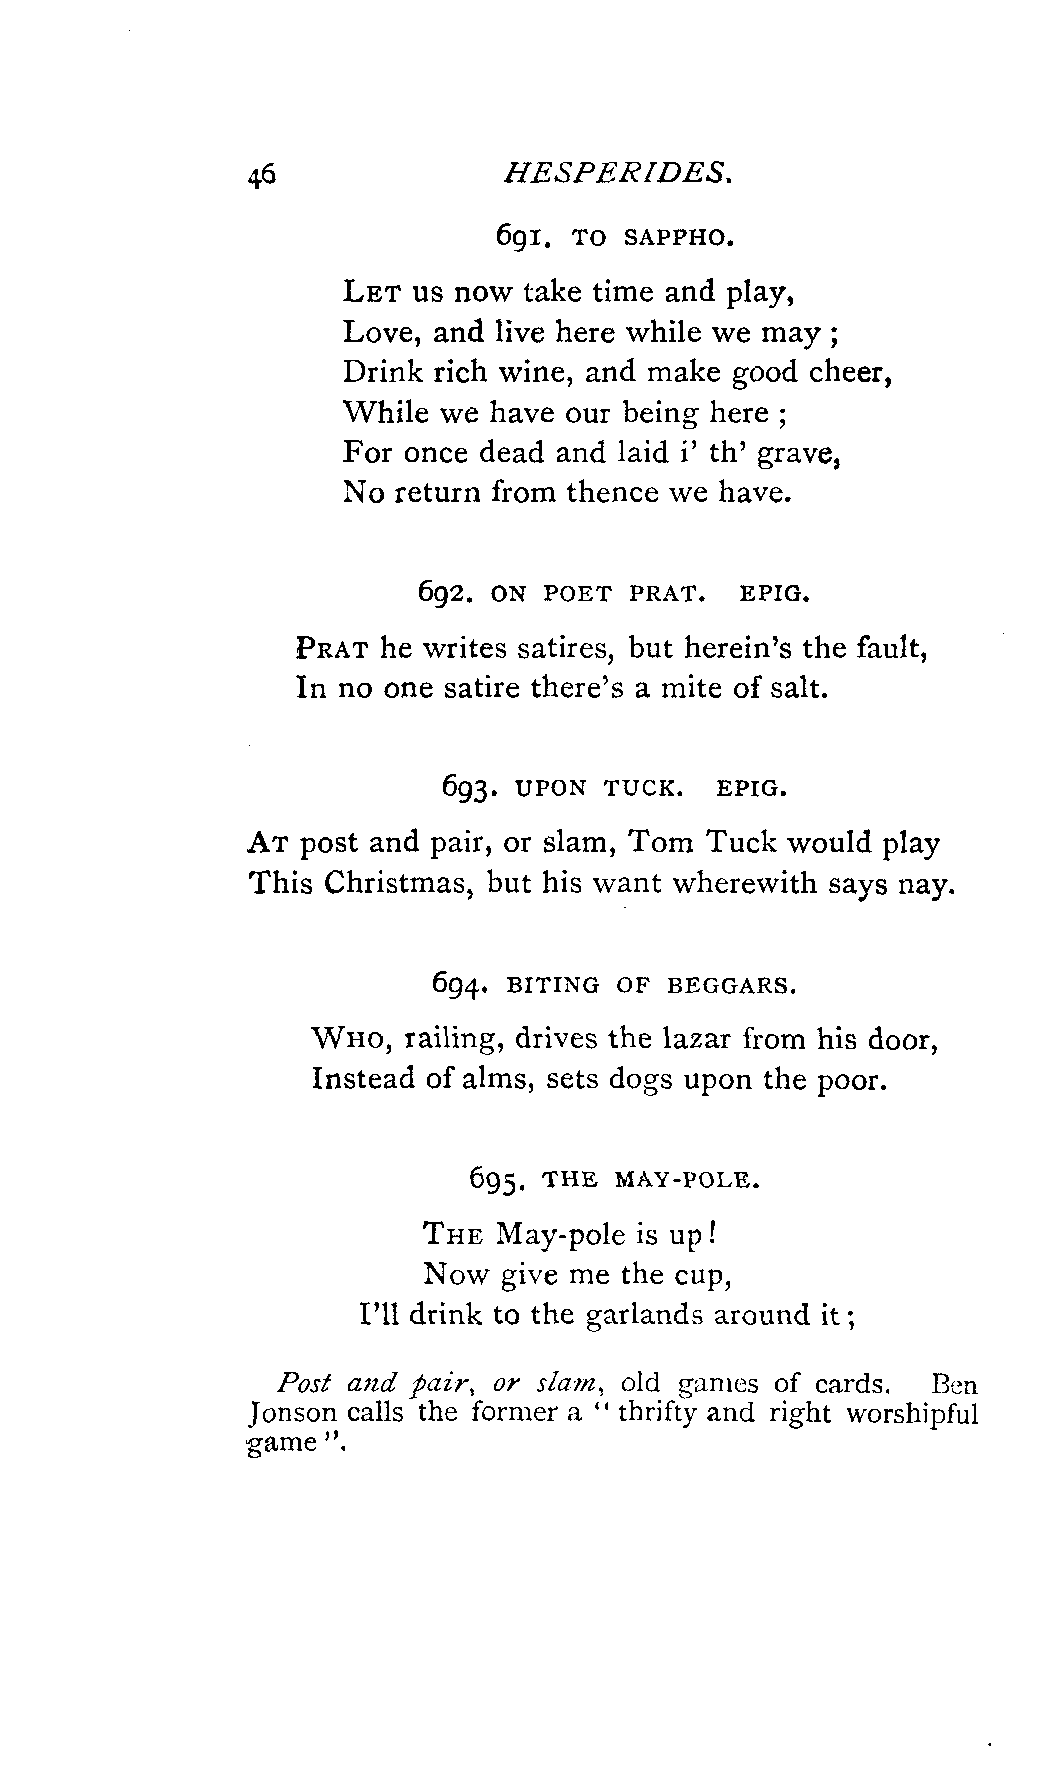 46 HESPERIDES.
691. TO SAPPHO.
LET us now take time and play,
Love, and live here while we may ;
Drink rich wine, and make good cheer,
While we have our being here ;
For once dead and laid i' th' grave,
No return from thence we have.
692. ON POET PRAT. EPIG.
PRAT he writes satires, but herein's the fault,
In no one satire there's a mite of salt.
693. UPON TUCK. EPIG.
AT post and pair, or slam, Tom Tuck would play
This Christmas, but his want wherewith says nay.
694. BITING OF BEGGARS.
WHO, railing, drives the lazar from his door,
Instead of alms, sets dogs upon the poor.
695. THE MAY-POLE.
THE May-pole is up !
Now give me the cup,
I'll drink to the garlands around it ;
Post and pair, or slam, old games of cards. Ben
Jonson calls the former a " thrifty and right worshipful
game ".